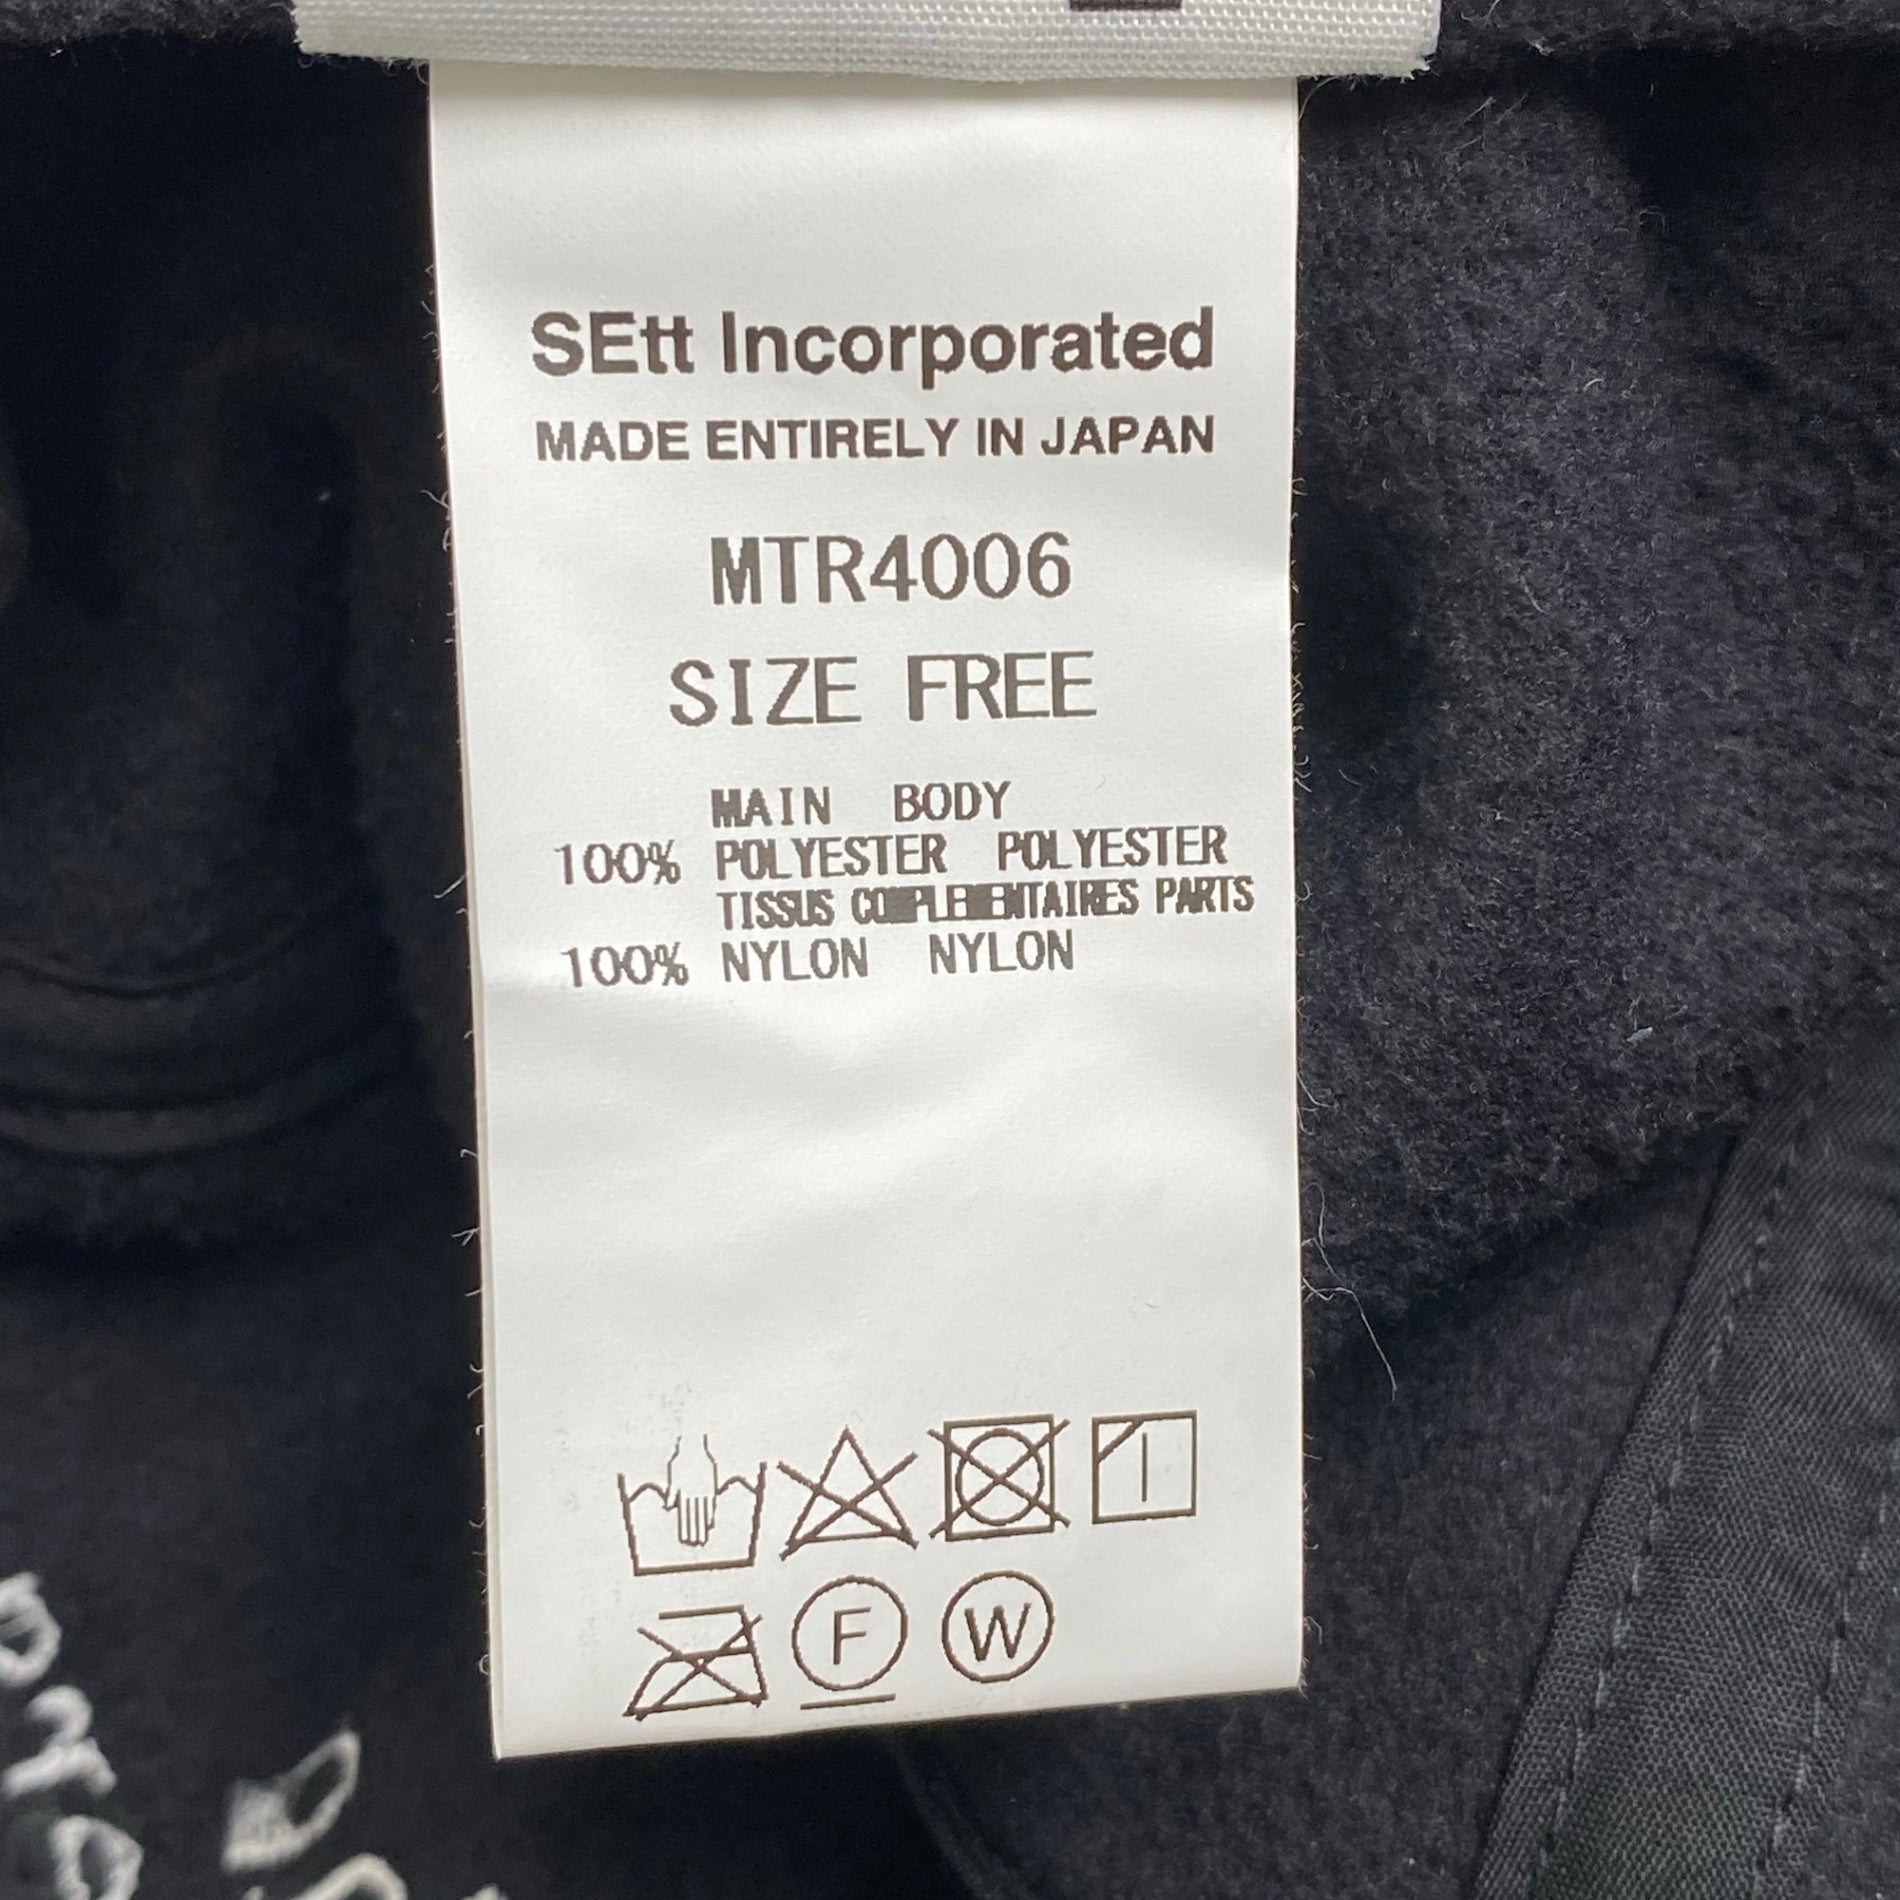 SEtt Incorporated
MADE ENTIRELY IN JAPAN
MTR4006
SIZE FREE
MAIN BODY
100% POLYESTER POLYESTER
TISSUS COMPLEMENTAIRES PARTS
100% NYLON NYLON
F W